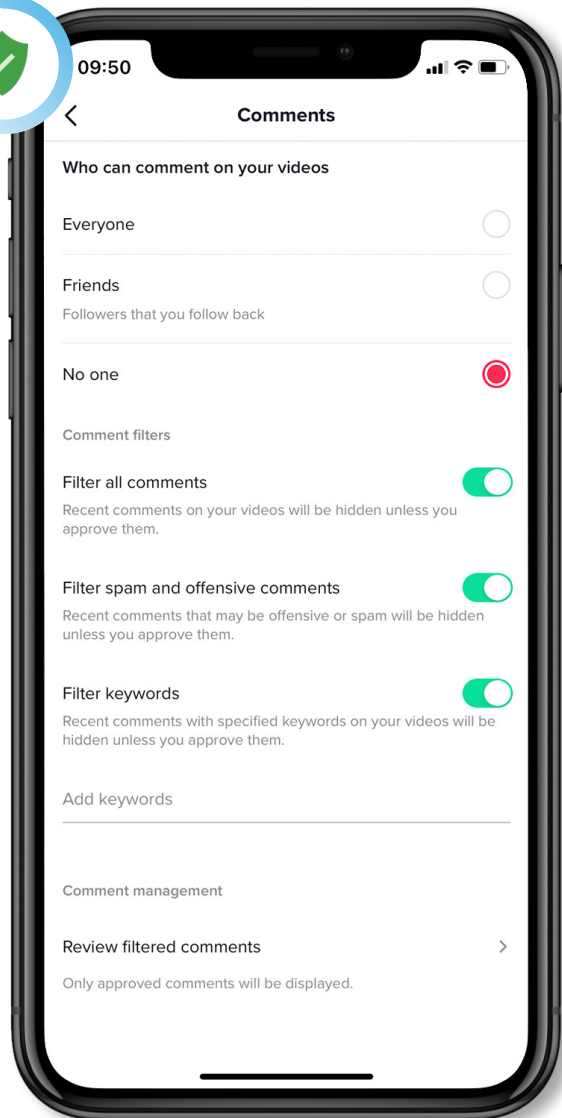 09:50
Comments
Who can comment on your videos
Everyone
Friends
Followers that you follow back
No one
Comment filters
Filter all comments
Recent comments on your videos will be hidden unless you
approve them.
Filter spam and offensive comments
Recent comments that may be offensive or spam will be hidden
unless you approve them.
Filter keywords
Recent comments with specified keywords on your videos will be
hidden unless you approve them.
Add keywords
Comment management
Review filtered comments
Only approved comments will be displayed.